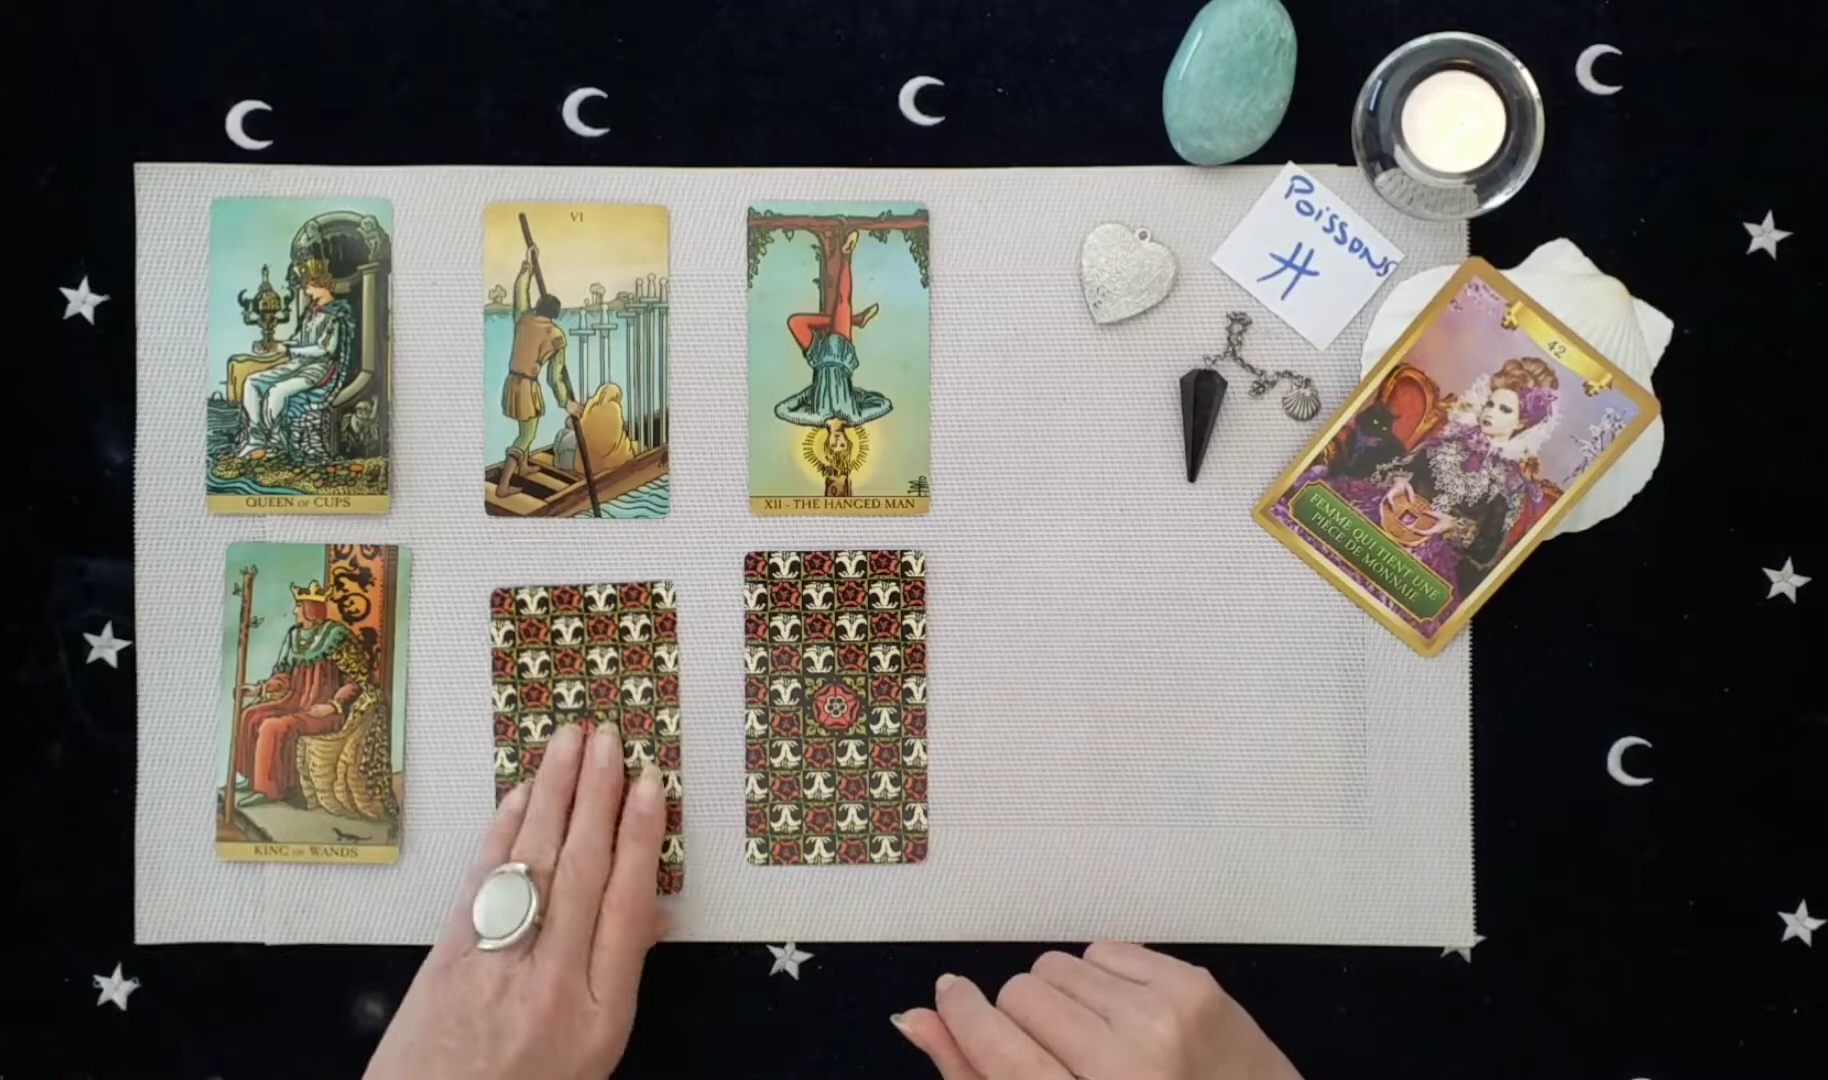 QUEEN OF CUPS
VI
XII - THE HANGED MAN
Poissons
42
FEMME QUI TIENT UNE
PIÈCE DE MONNAIE
KING OF WANDS